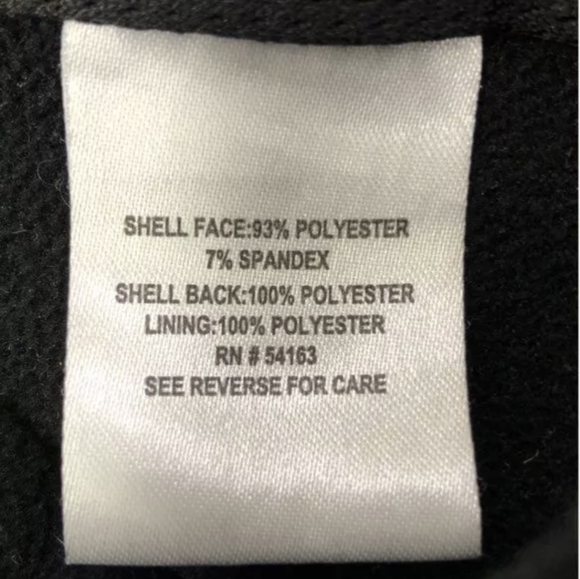 SHELL FACE:93% POLYESTER
7% SPANDEX
SHELL BACK:100% POLYESTER
LINING:100% POLYESTER
RN # 54163
SEE REVERSE FOR CARE